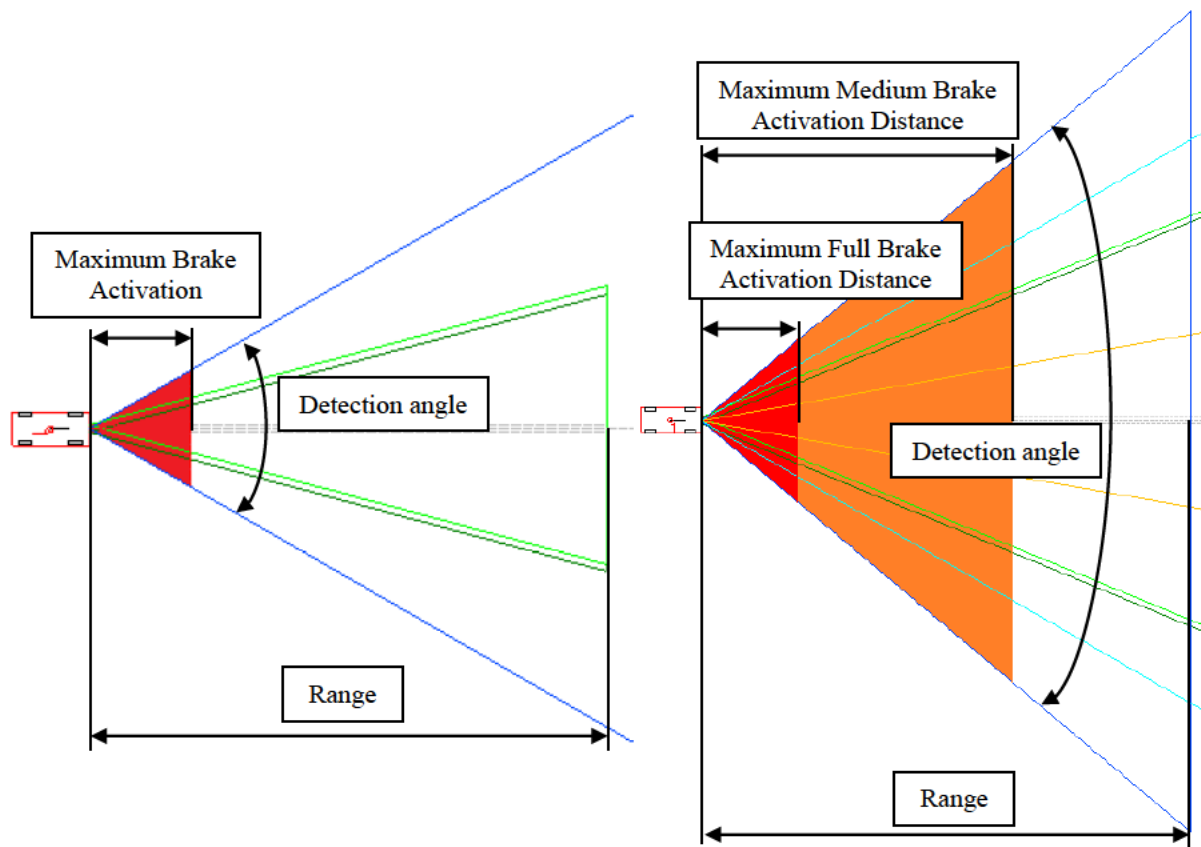 Maximum Brake
Activation
Detection angle
Range
Maximum Medium Brake
Activation Distance
Maximum Full Brake
Activation Distance
Detection angle
Range